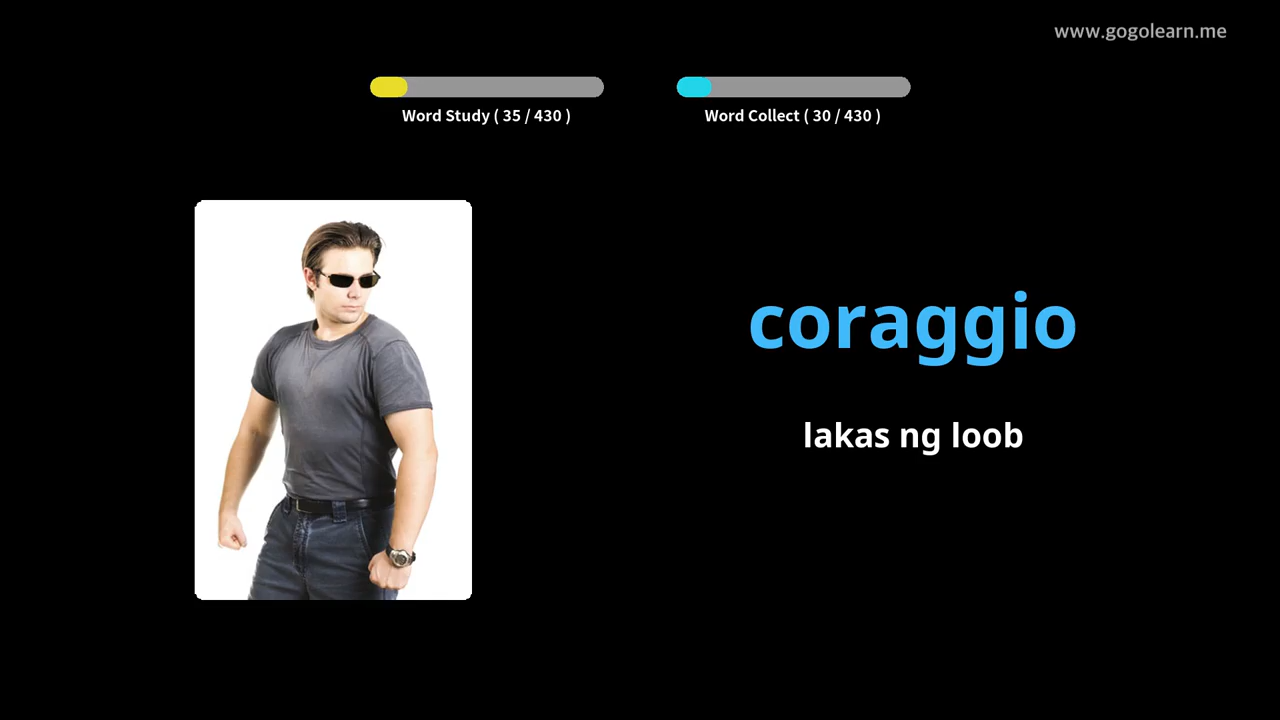 www.gogolearn.me
Word Study ( 35 / 430 )
Word Collect ( 30 / 430 )
coraggio
lakas ng loob